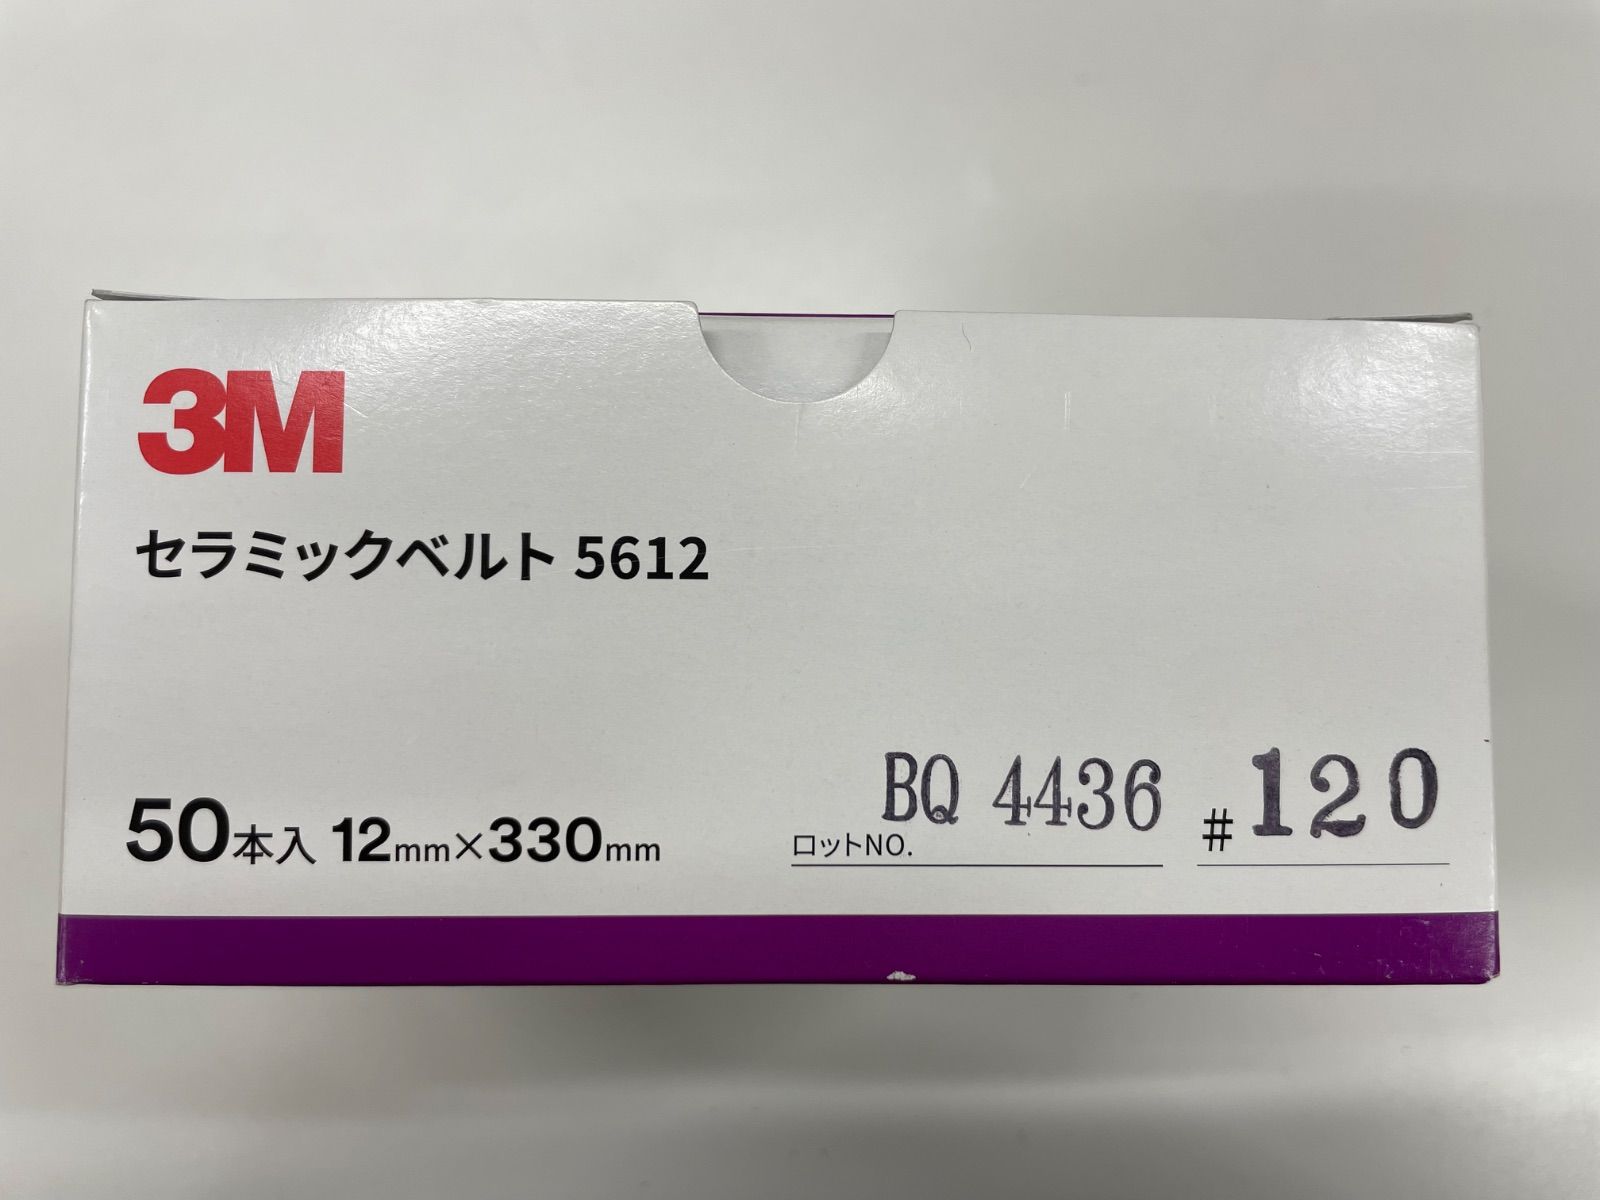 3M
セラミックベルト 5612
50本入 12mm×330mm
ロットNO. BQ 4436 # 120